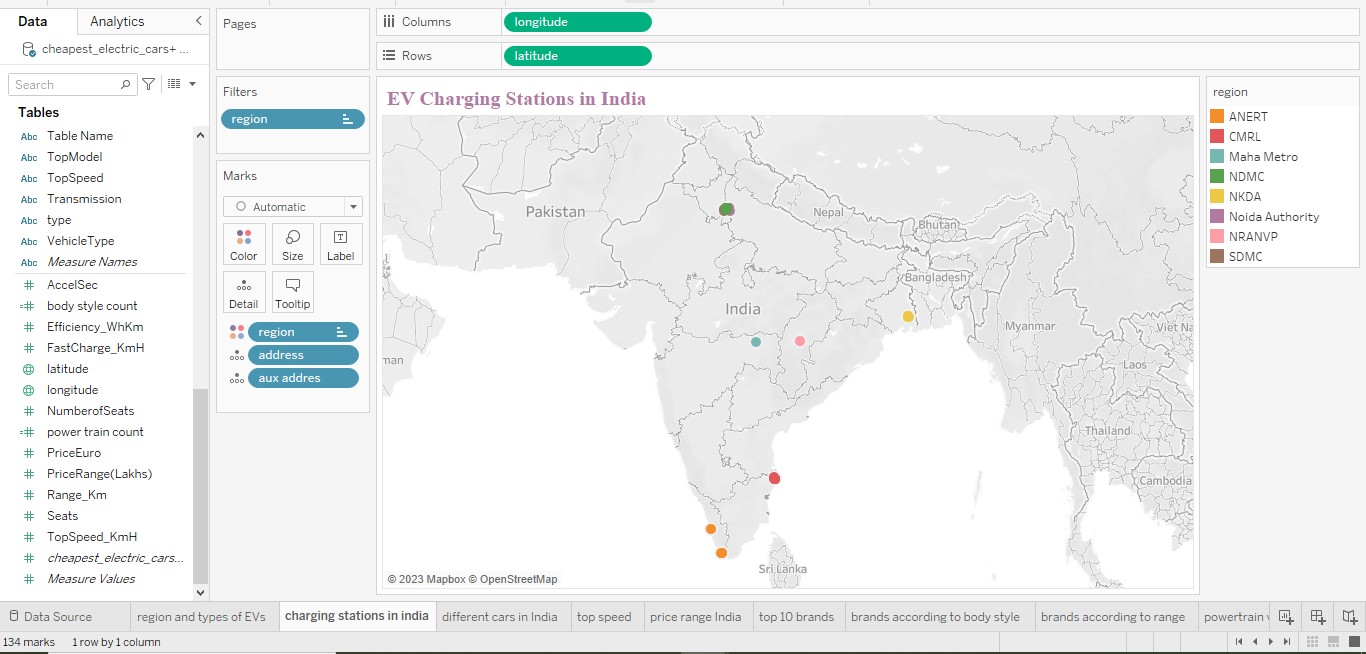 Data
Analytics
cheapest_electric_cars+ ...
Search
Tables
Abc Table Name
Abc TopModel
Abc TopSpeed
Abc Transmission
Abc type
Abc VehicleType
Abc Measure Names
AccelSec
body style count
Efficiency_WhKm
FastCharge_KmH
latitude
longitude
NumberofSeats
power train count
PriceEuro
PriceRange(Lakhs)
Range_Km
Seats
TopSpeed_KmH
cheapest_electric_cars...
Measure Values
Pages
Filters
region
Marks
Automatic
Color
Size
Label
Detail
Tooltip
region
address
aux addres
Columns
longitude
Rows
latitude
EV Charging Stations in India
Pakistan
Nepal
Bhutan
Bangladesh
India
Myanmar
Viet Na
man
Laos
Thailand
Cambodia
Sri Lanka
© 2023 Mapbox © OpenStreetMap
region
ANERT
CMRL
Maha Metro
NDMC
NKDA
Noida Authority
NRANVP
SDMC
Data Source
region and types of EVs
charging stations in india
different cars in India
top speed
price range India
top 10 brands
brands according to body style
brands according to range
powertrain
134 marks
1 row by 1 column